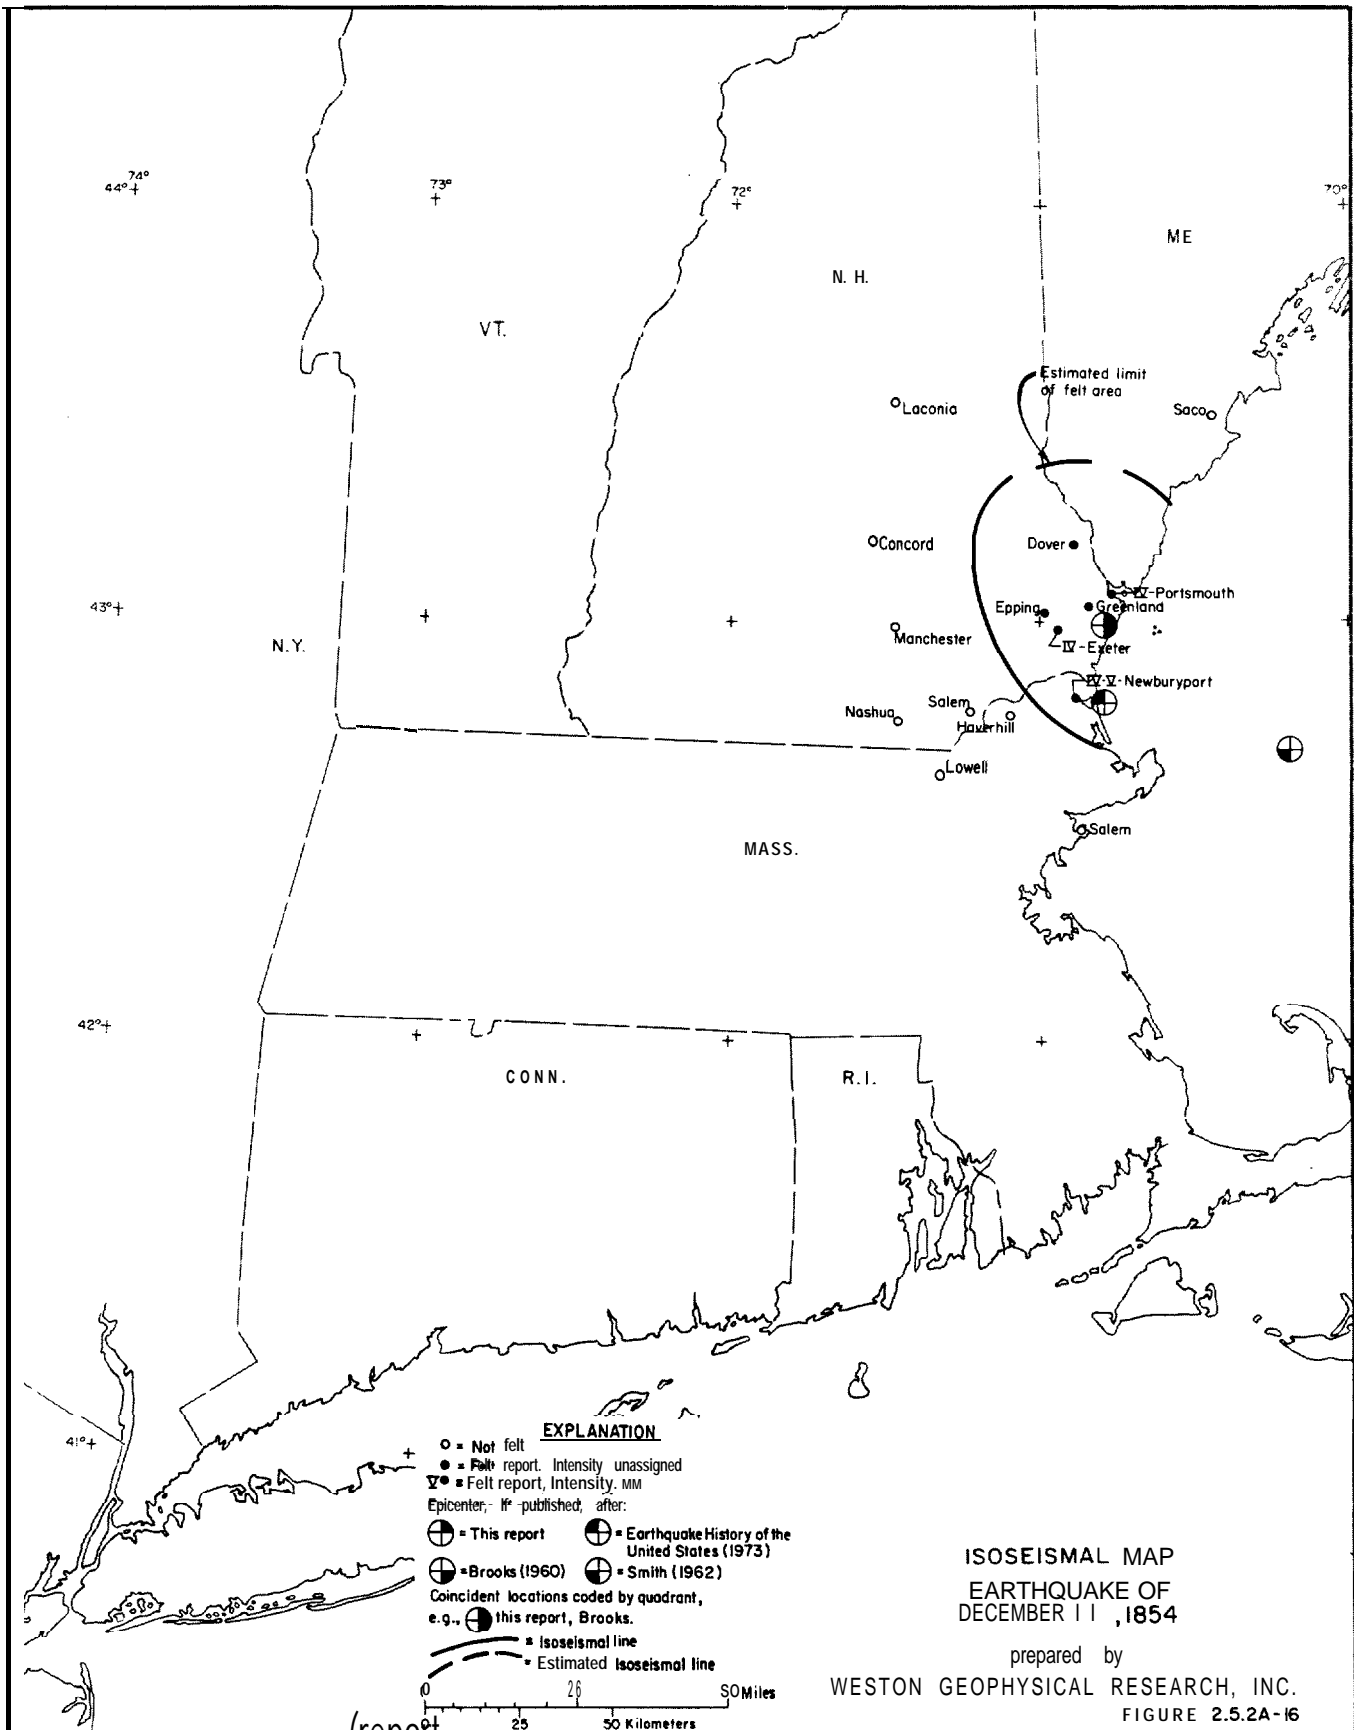 74°
44°
73°
72°
70°
ME
N. H.
VT.
Estimated limit
of felt area
Laconia
Saco
Concord
Dover
43°
IV-Portsmouth
Epping
Greenland
N.Y.
Manchester
IV-Exeter
IV-V-Newburyport
Salem
Nashua
Haverhill
Lowell
Salem
MASS.
42°
CONN.
R.I.
41°
EXPLANATION
= Not felt
= Felt report. Intensity unassigned
V = Felt report, Intensity. MM
Epicenter, If published, after:
= This report = Earthquake History of the
United States (1973)
= Brooks (1960) = Smith (1962)
Coincident locations coded by quadrant,
e.g., this report, Brooks.
= Isoseismal line
= Estimated Isoseismal line
0 26 50 Miles
0 25 50 Kilometers
(report
ISOSEISMAL MAP
EARTHQUAKE OF
DECEMBER 11 ,1854
prepared by
WESTON GEOPHYSICAL RESEARCH, INC.
FIGURE 2.5.2A-16